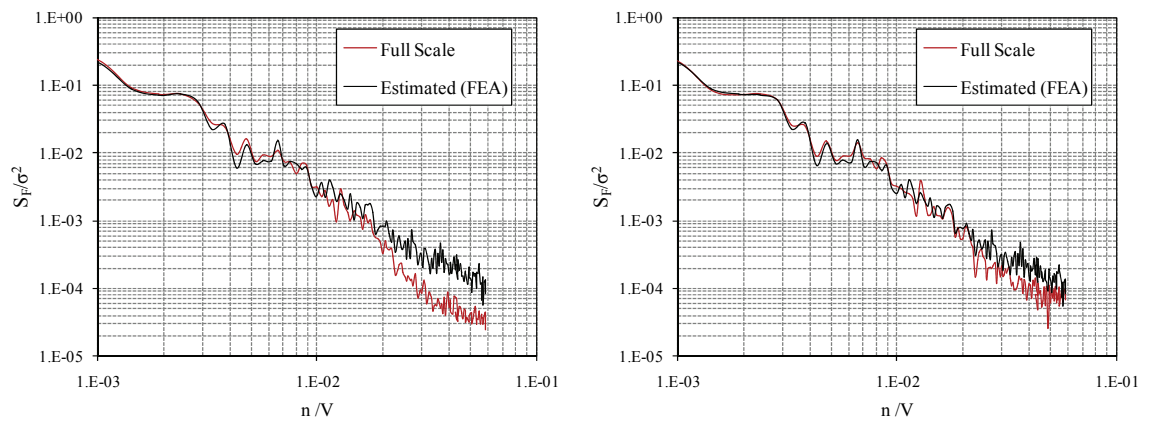 1.E+00
1.E-01
1.E-02
1.E-03
1.E-04
1.E-05
S_F/σ²
1.E-03
1.E-02
1.E-01
n /V
Full Scale
Estimated (FEA)
1.E+00
1.E-01
1.E-02
1.E-03
1.E-04
1.E-05
S_F/σ²
1.E-03
1.E-02
1.E-01
n /V
Full Scale
Estimated (FEA)